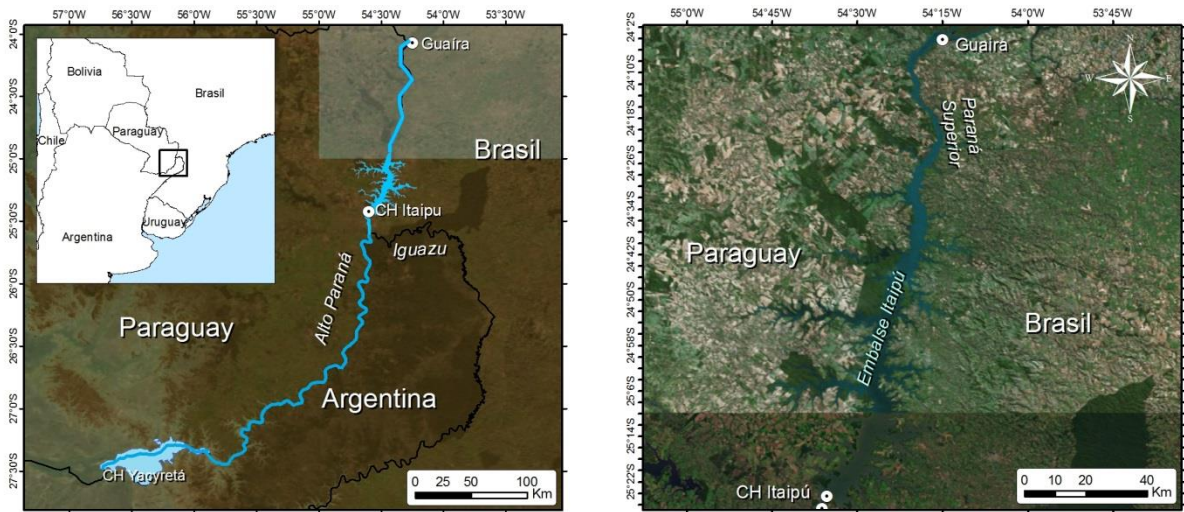 57°0'W 56°30'W 56°0'W 55°30'W 55°0'W 54°30'W 54°0'W 53°30'W
24°0'S
24°30'S
25°0'S
25°30'S
26°0'S
26°30'S
27°0'S
27°30'S
Bolivia
Brasil
Paraguay
Chile
Uruguay
Argentina
Guaíra
Brasil
CH Itaipu
Iguazu
Alto Paraná
Paraguay
Argentina
CH Yacyretá
0 25 50 100
Km
55°0'W 54°45'W 54°30'W 54°15'W 54°0'W 53°45'W
24°2'S
24°10'S
24°18'S
24°26'S
24°34'S
24°42'S
24°50'S
24°58'S
25°6'S
25°14'S
25°22'S
Guairá
N
W
E
S
Paraná
Superior
Paraguay
Embalse Itaipú
Brasil
CH Itaipú
0 10 20 40
Km